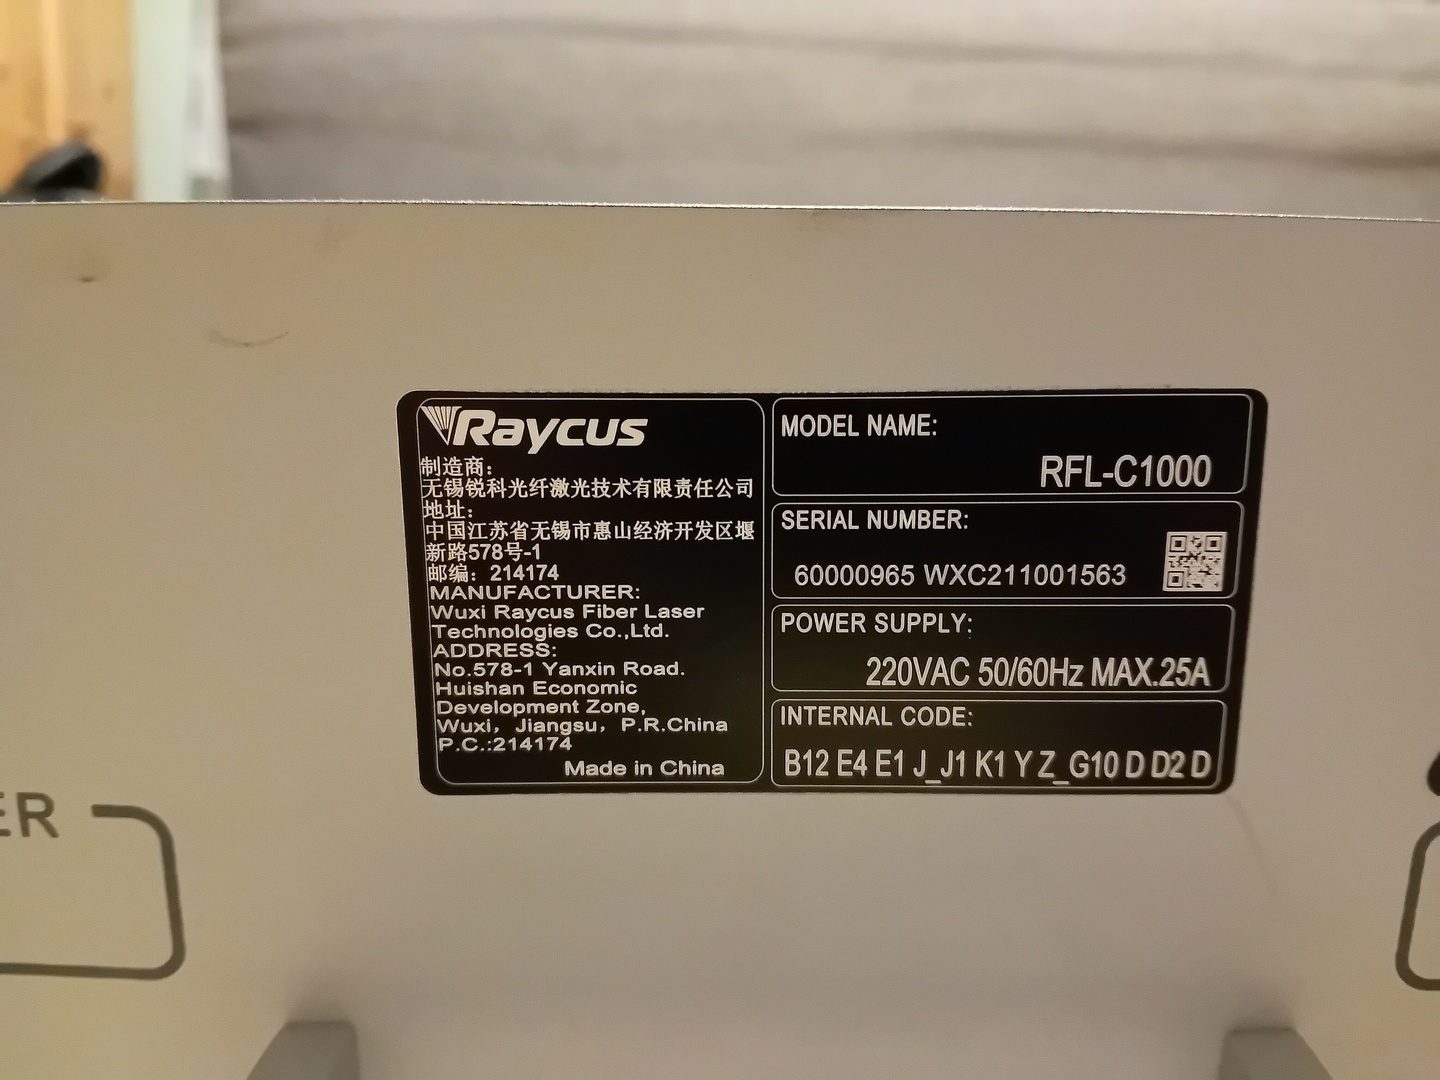 Raycus
制造商：
无锡锐科光纤激光技术有限责任公司
地址：
中国江苏省无锡市惠山经济开发区堰
新路578号-1
邮编：214174
MANUFACTURER:
Wuxi Raycus Fiber Laser
Technologies Co.,Ltd.
ADDRESS:
No.578-1 Yanxin Road.
Huishan Economic
Development Zone,
Wuxi, Jiangsu, P.R.China
P.C.:214174
Made in China
MODEL NAME:
RFL-C1000
SERIAL NUMBER:
60000965 WXC211001563
POWER SUPPLY:
220VAC 50/60Hz MAX.25A
INTERNAL CODE:
B12 E4 E1 J_J1 K1 Y Z_G10 D D2 D